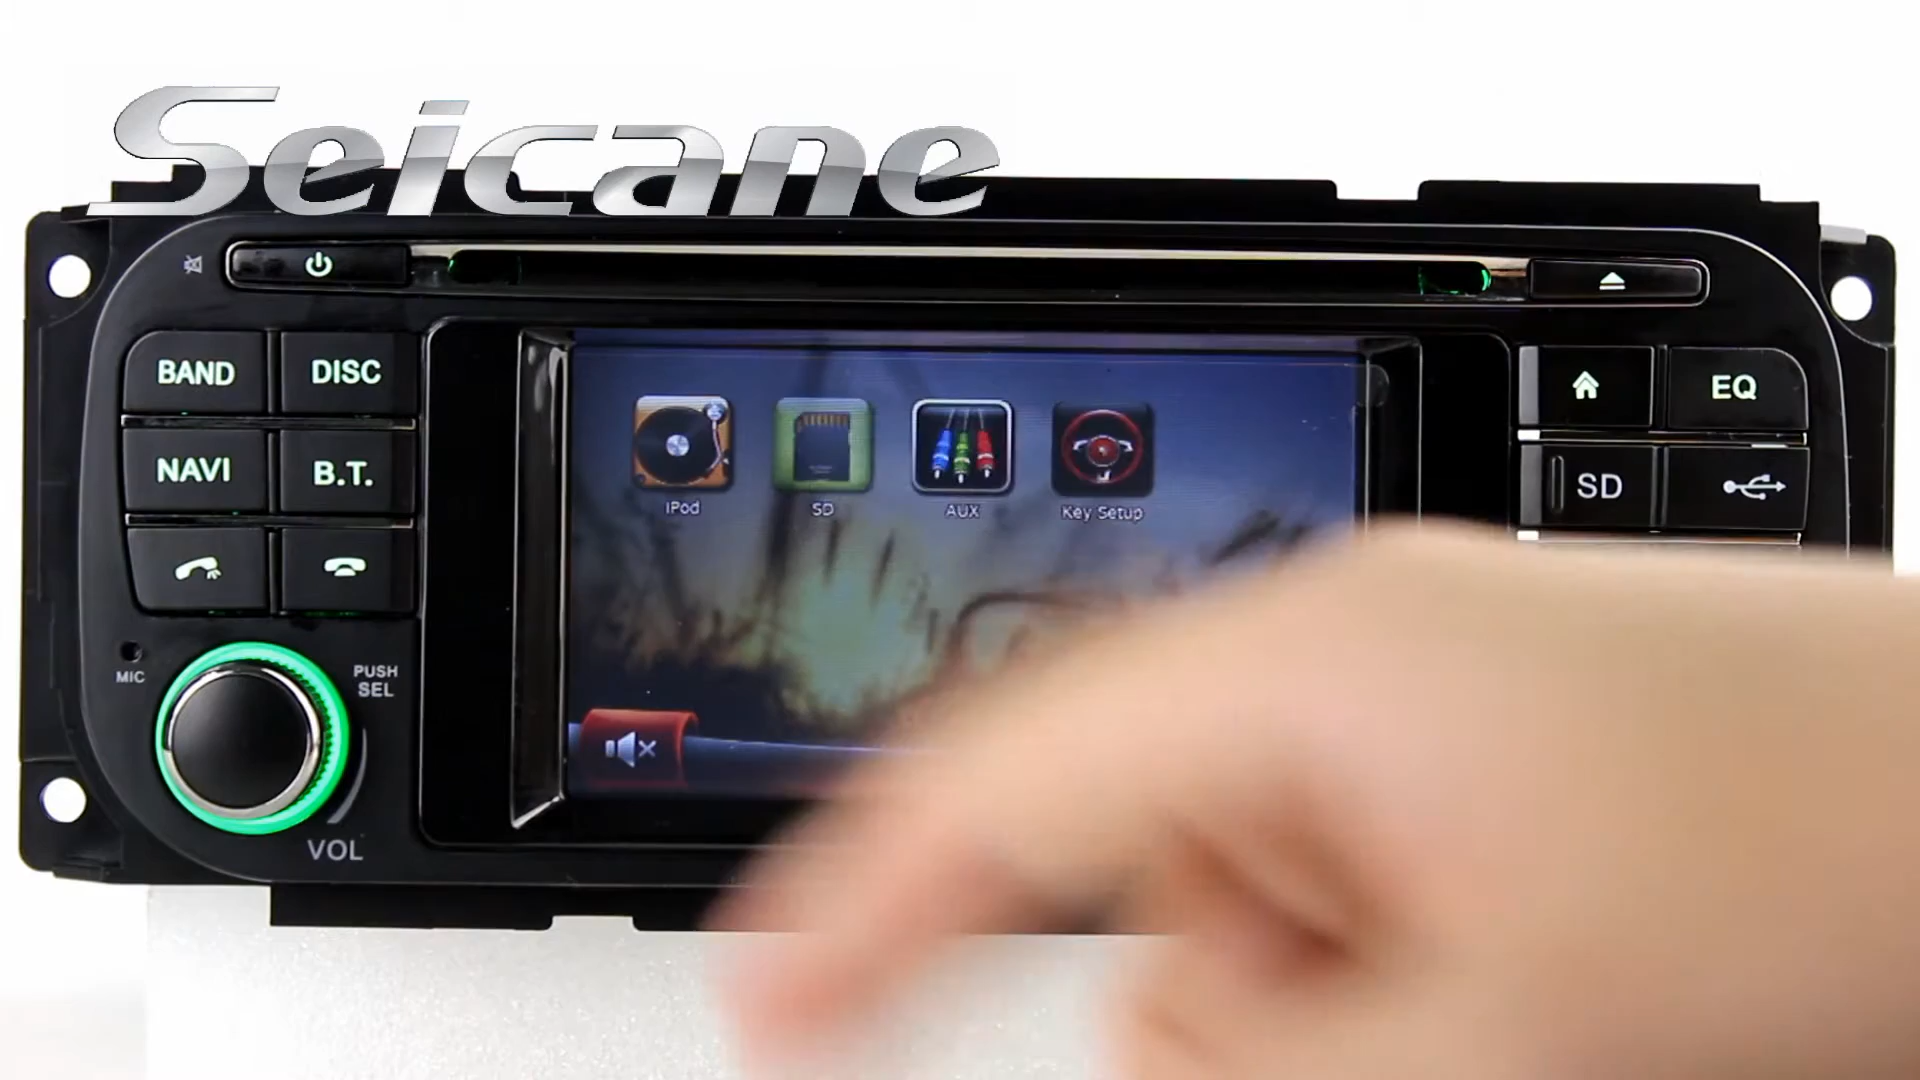 Seicane
BAND
DISC
NAVI
B.T.
MIC
PUSH
SEL
VOL
iPod
SD
AUX
Key Setup
EQ
SD